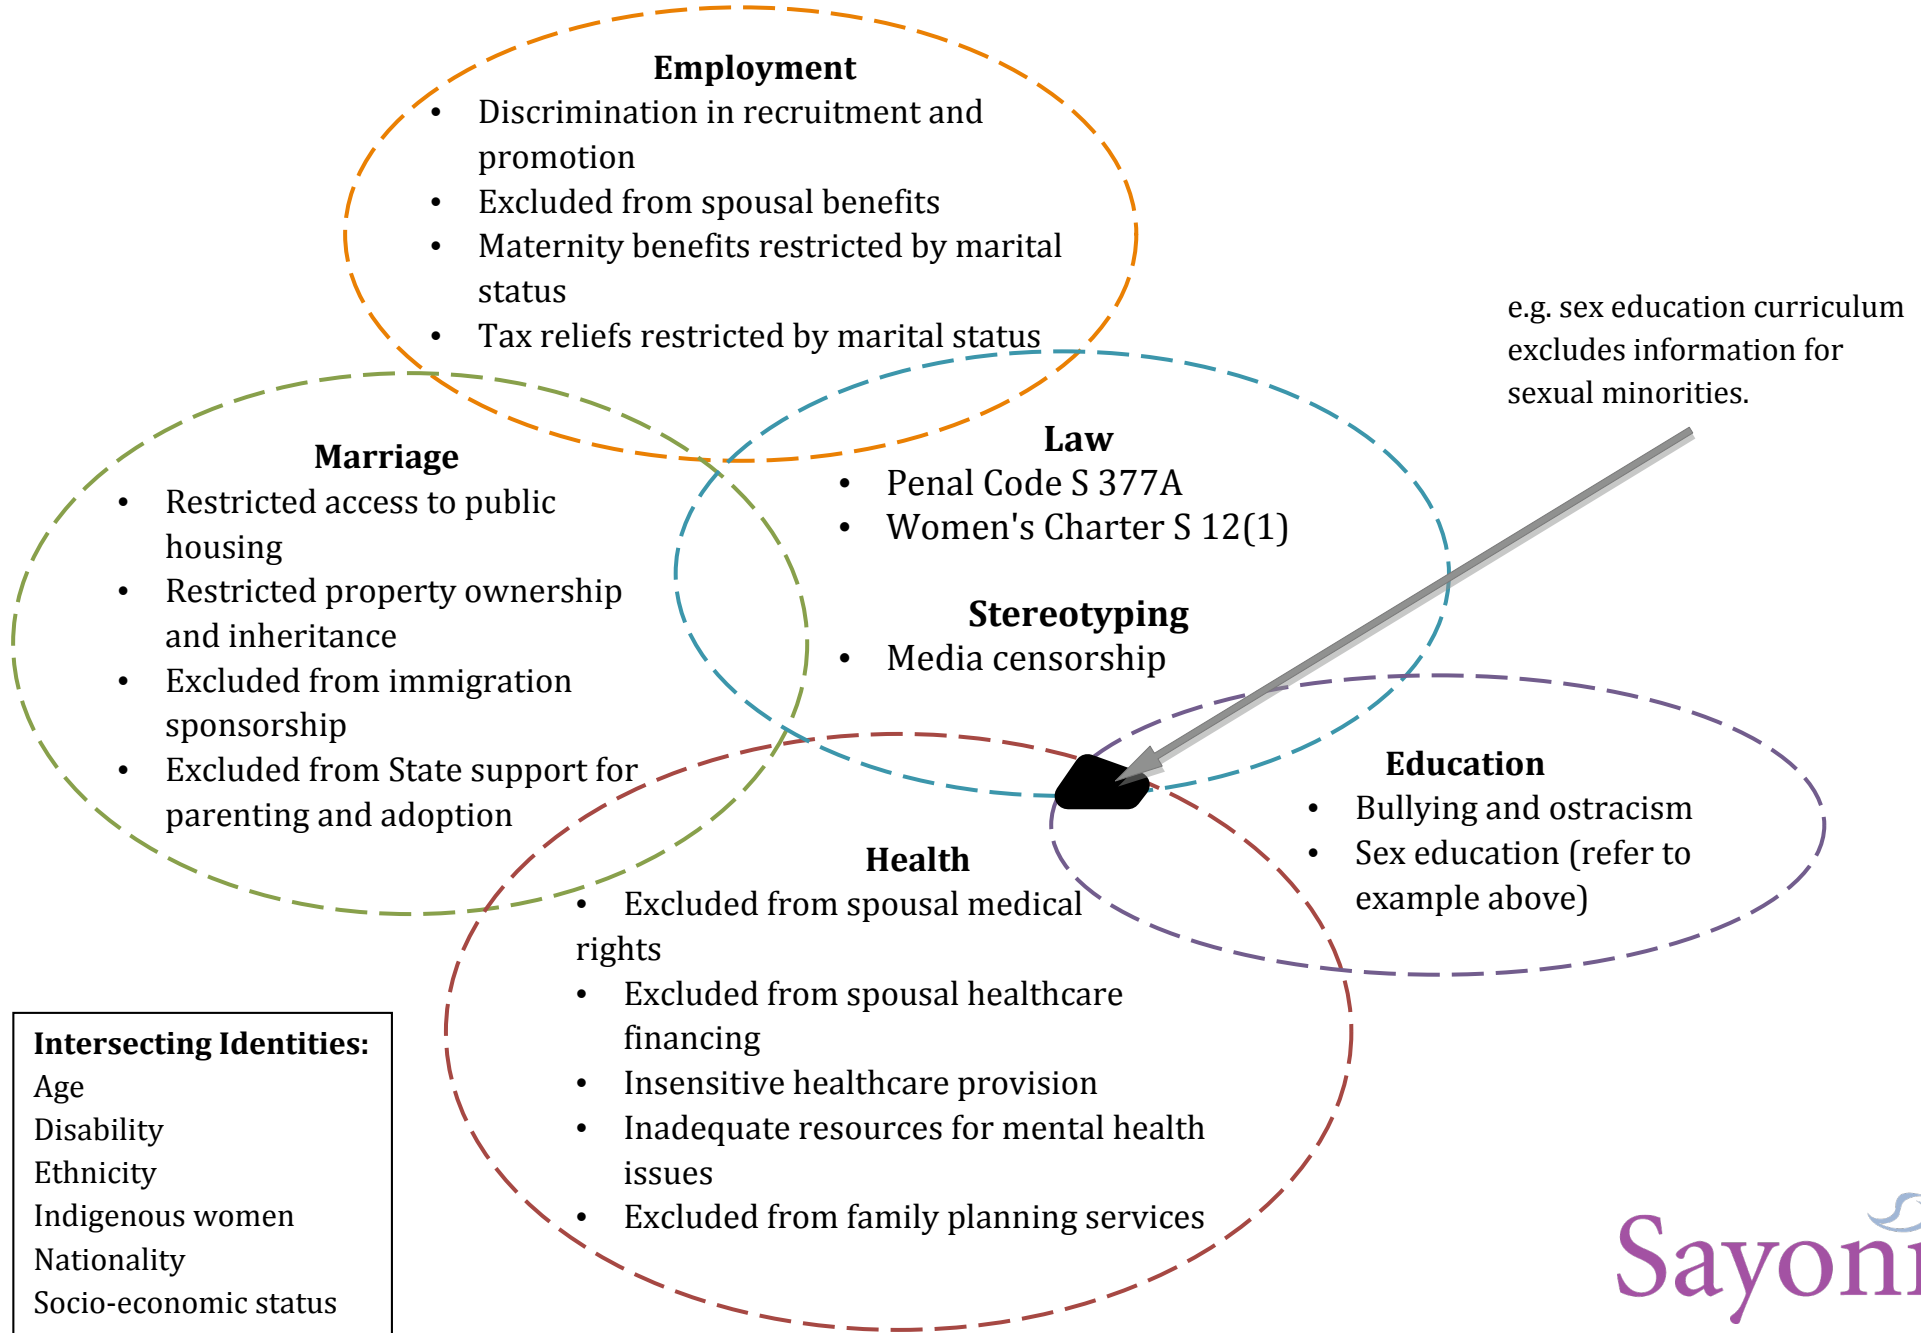 Employment
• Discrimination in recruitment and
promotion
• Excluded from spousal benefits
• Maternity benefits restricted by marital
status
• Tax reliefs restricted by marital status
e.g. sex education curriculum
excludes information for
sexual minorities.
Marriage
• Restricted access to public
housing
• Restricted property ownership
and inheritance
• Excluded from immigration
sponsorship
• Excluded from State support for
parenting and adoption
Law
• Penal Code S 377A
• Women's Charter S 12(1)
Stereotyping
• Media censorship
Education
• Bullying and ostracism
• Sex education (refer to
example above)
Health
• Excluded from spousal medical
rights
• Excluded from spousal healthcare
financing
• Insensitive healthcare provision
• Inadequate resources for mental health
issues
• Excluded from family planning services
Intersecting Identities:
Age
Disability
Ethnicity
Indigenous women
Nationality
Socio-economic status
Sayoni